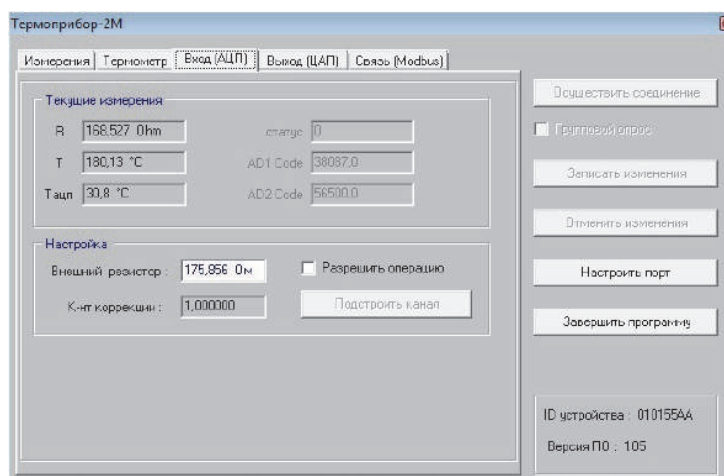 Термоприбор-2М
Измерения Термометр Вход (АЦП) Выход (ЦАП) Связь (Modbus)
Текущие измерения
R 168,527 Ohm статус 0
T 180,13 °C AD1 Code 38087,0
Тацп 30,8 °C AD2 Code 56500,0
Настройка
Внешний резистор : 175,856 Ом Разрешить операцию
К-нт коррекции : 1,000000 Подстроить канал
Осуществить соединение
Групповой опрос
Записать изменения
Отменить изменения
Настроить порт
Завершить программу
ID устройства : 010155AA
Версия ПО : 105